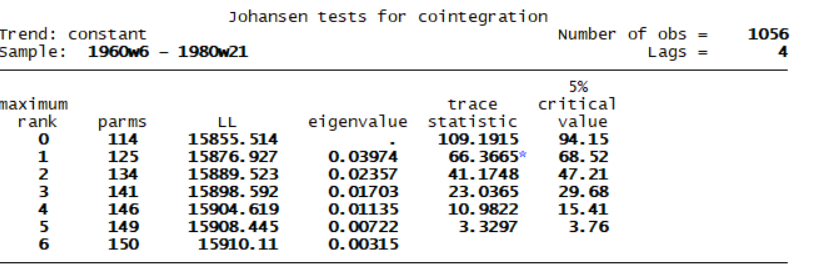 Johansen tests for cointegration
Trend: constant Number of obs = 1056
Sample: 1960w6 - 1980w21 Lags = 4
5%
maximum trace critical
rank parms LL eigenvalue statistic value
0 114 15855.514 . 109.1915 94.15
1 125 15876.927 0.03974 66.3665* 68.52
2 134 15889.523 0.02357 41.1748 47.21
3 141 15898.592 0.01703 23.0365 29.68
4 146 15904.619 0.01135 10.9822 15.41
5 149 15908.445 0.00722 3.3297 3.76
6 150 15910.11 0.00315